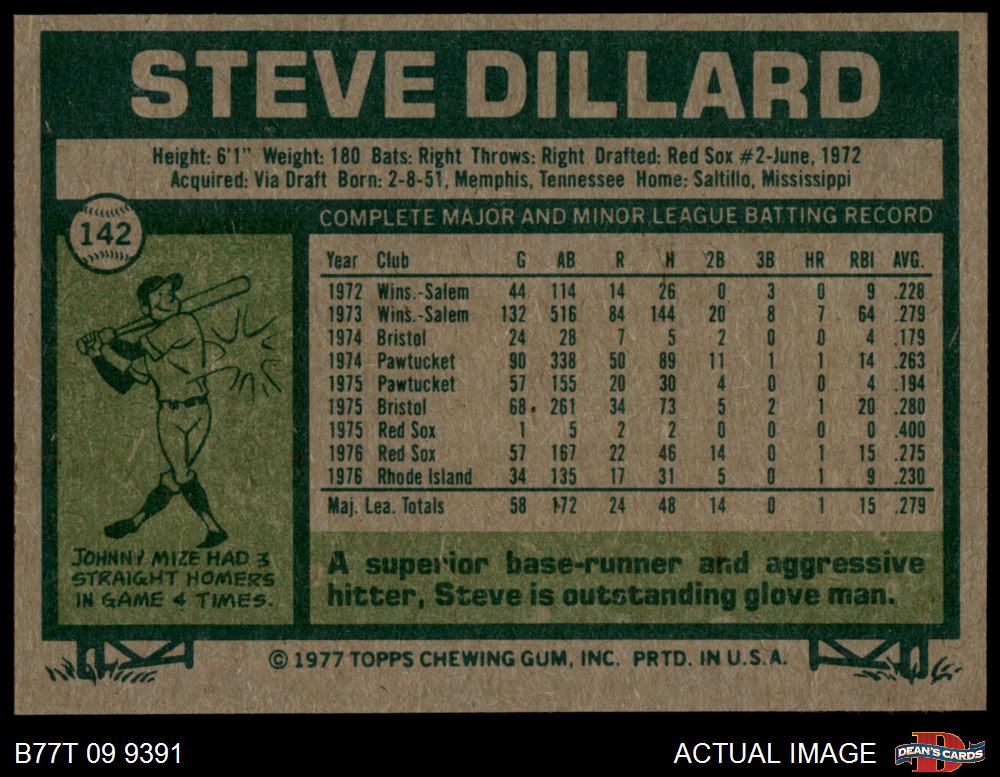 STEVE DILLARD
Height: 6'1" Weight: 180 Bats: Right Throws: Right Drafted: Red Sox #2-June, 1972
Acquired: Via Draft Born: 2-8-51, Memphis, Tennessee Home: Saltillo, Mississippi
142
COMPLETE MAJOR AND MINOR LEAGUE BATTING RECORD
Year Club G AB R H 2B 3B HR RBI AVG.
1972 Wins.-Salem 44 114 14 26 0 3 0 9 .228
1973 Wins.-Salem 132 516 84 144 20 8 7 64 .279
1974 Bristol 24 28 7 5 2 0 0 4 .179
1974 Pawtucket 90 338 50 89 11 1 1 14 .263
1975 Pawtucket 57 155 20 30 4 0 0 4 .194
1975 Bristol 68 261 34 73 5 2 1 20 .280
1975 Red Sox 1 5 2 2 0 0 0 0 .400
1976 Red Sox 57 167 22 46 14 0 1 15 .275
1976 Rhode Island 34 135 17 31 5 0 1 9 .230
Maj. Lea. Totals 58 172 24 48 14 0 1 15 .279
JOHNNY MIZE HAD 3
STRAIGHT HOMERS
IN GAME 4 TIMES.
A superior base-runner and aggressive
hitter, Steve is outstanding glove man.
© 1977 TOPPS CHEWING GUM, INC. PRTD. IN U.S.A.
B77T 09 9391
ACTUAL IMAGE
DEAN'S CARDS